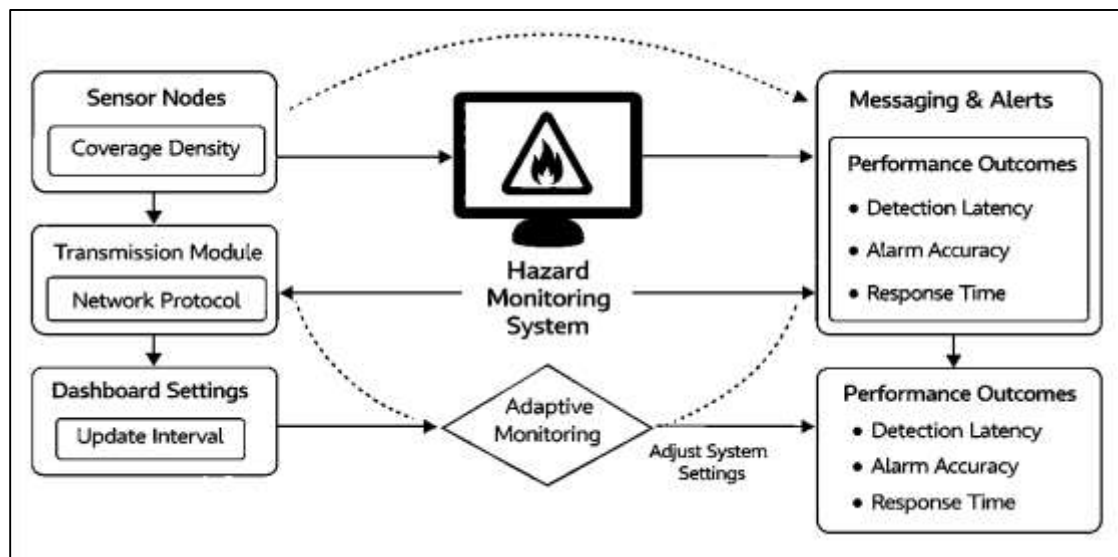 Sensor Nodes
Coverage Density
Transmission Module
Network Protocol
Dashboard Settings
Update Interval
Hazard
Monitoring
System
Adaptive
Monitoring
Adjust System
Settings
Messaging & Alerts
Performance Outcomes
• Detection Latency
• Alarm Accuracy
• Response Time
Performance Outcomes
• Detection Latency
• Alarm Accuracy
• Response Time